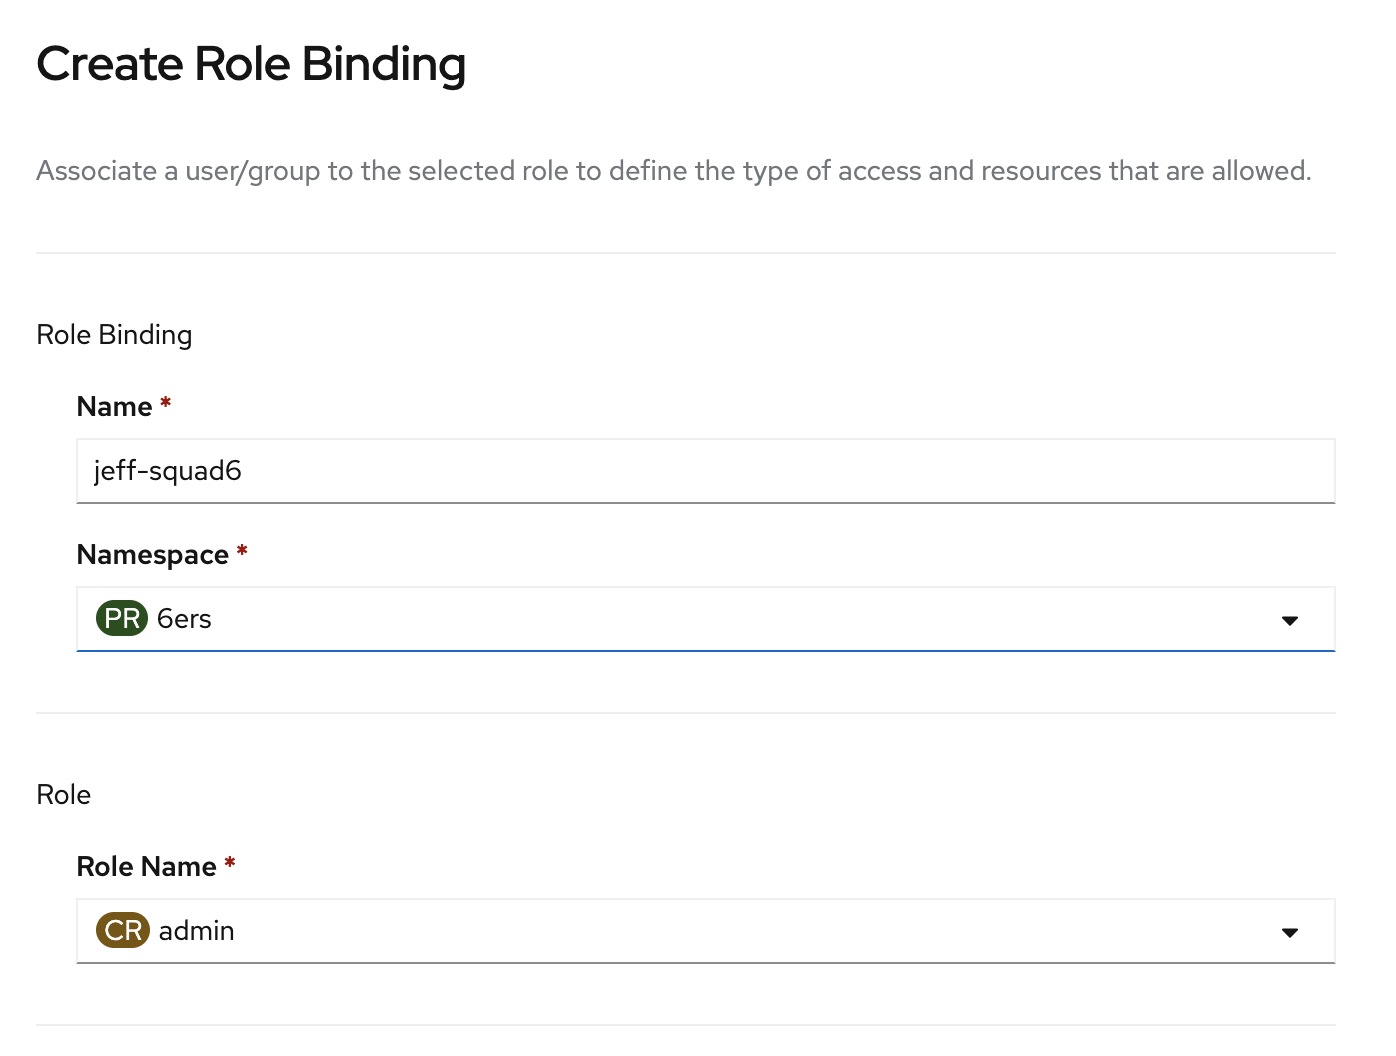 Create Role Binding
Associate a user/group to the selected role to define the type of access and resources that are allowed.
Role Binding
Name *
jeff-squad6
Namespace *
PR 6ers
Role
Role Name *
CR admin